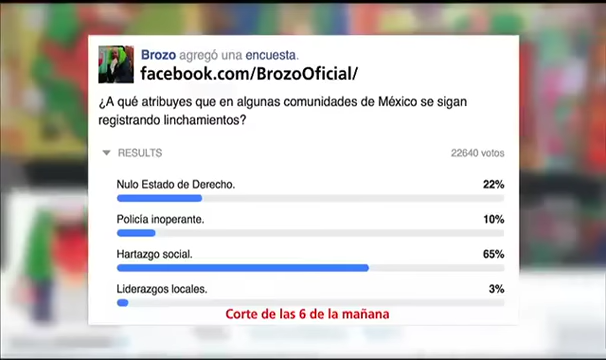 Brozo agregó una encuesta.
facebook.com/BrozoOficial/
¿A qué atribuyes que en algunas comunidades de México se sigan
registrando linchamientos?
RESULTS 22640 votos
Nulo Estado de Derecho. 22%
Policía inoperante. 10%
Hartazgo social. 65%
Liderazgos locales. 3%
Corte de las 6 de la mañana